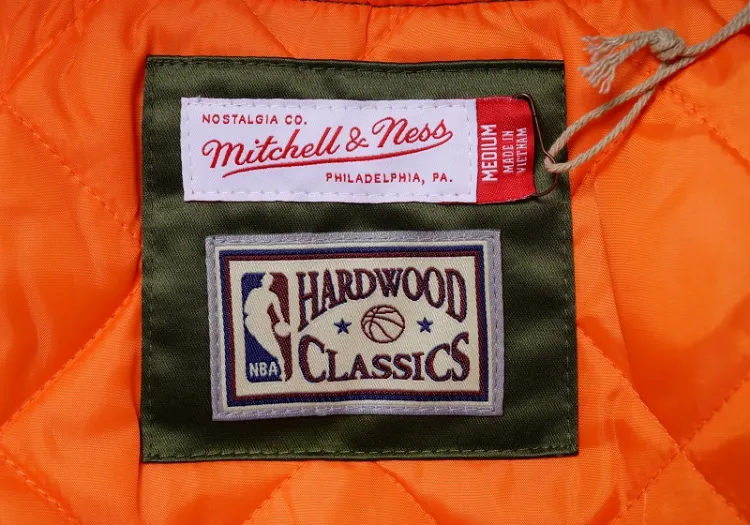 NOSTALGIA CO.
Mitchell & Ness
PHILADELPHIA, PA.
MEDIUM
MADE IN
VIETNAM
HARDWOOD
CLASSICS
NBA